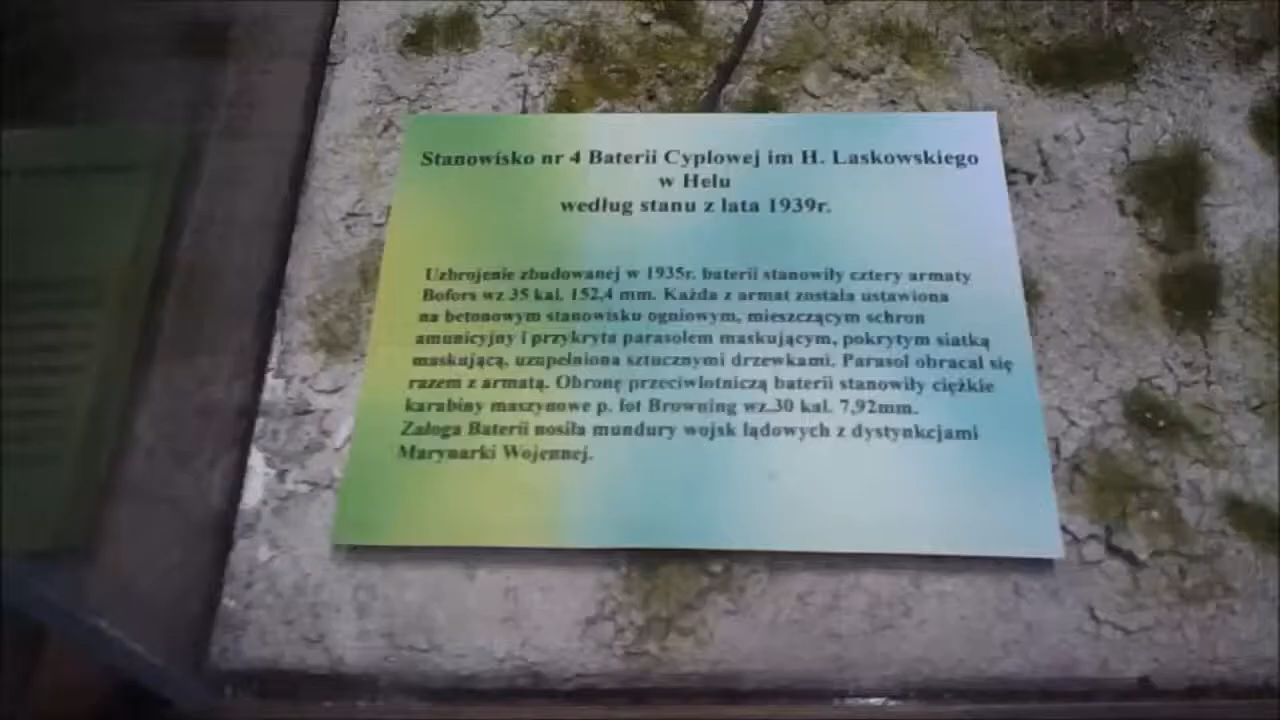 Stanowisko nr 4 Baterii Cyplowej im H. Laskowskiego
w Helu
według stanu z lata 1939r.
Uzbrojenie zbudowanej w 1935r. baterii stanowiły cztery armaty
Bofors wz 35 kal. 152,4 mm. Każda z armat została ustawiona
na betonowym stanowisku ogniowym, mieszczącym schron
amunicyjny i przykryta parasolem maskującym, pokrytym siatką
maskującą, uzupełniona sztucznymi drzewkami. Parasol obracał się
razem z armatą. Obronę przeciwlotniczą baterii stanowiły ciężkie
karabiny maszynowe p. lot Browning wz.30 kal. 7,92mm.
Załoga Baterii nosiła mundury wojsk lądowych z dystynkcjami
Marynarki Wojennej.